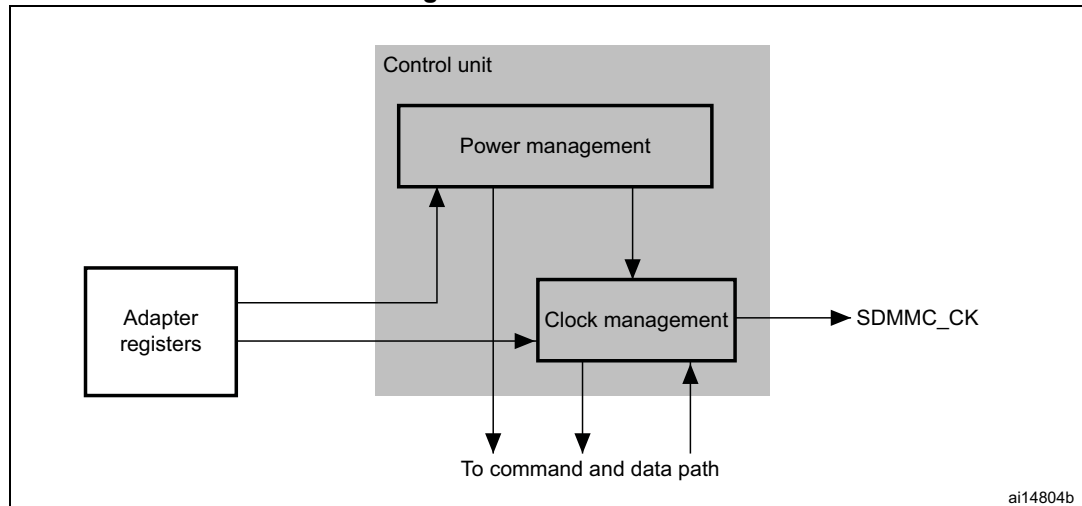 Control unit
Power management
Adapter
registers
Clock management
SDMMC_CK
To command and data path
ai14804b